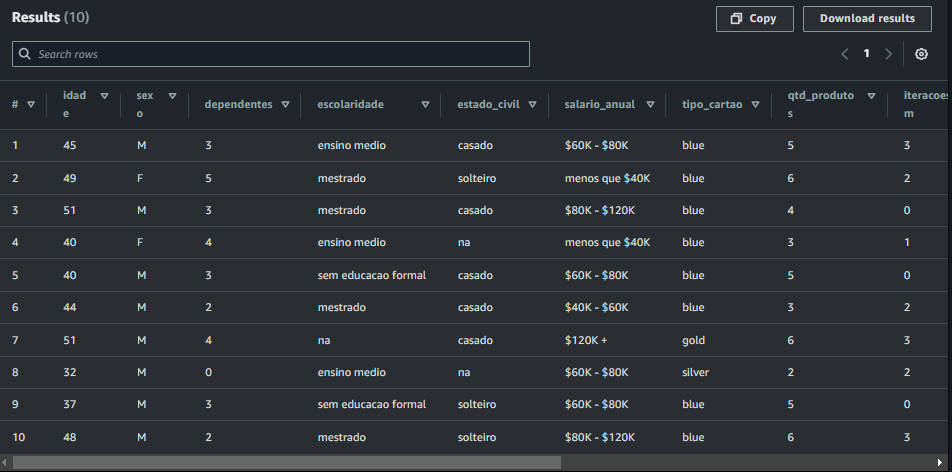 Results (10)
Copy
Download results
Search rows
1
# idade sexo dependentes escolaridade estado_civil salario_anual tipo_cartao qtd_produtos iteracoes m
1 45 M 3 ensino medio casado $60K - $80K blue 5 3
2 49 F 5 mestrado solteiro menos que $40K blue 6 2
3 51 M 3 mestrado casado $80K - $120K blue 4 0
4 40 F 4 ensino medio na menos que $40K blue 3 1
5 40 M 3 sem educacao formal casado $60K - $80K blue 5 0
6 44 M 2 mestrado casado $40K - $60K blue 3 2
7 51 M 4 na casado $120K + gold 6 3
8 32 M 0 ensino medio na $60K - $80K silver 2 2
9 37 M 3 sem educacao formal solteiro $60K - $80K blue 5 0
10 48 M 2 mestrado solteiro $80K - $120K blue 6 3